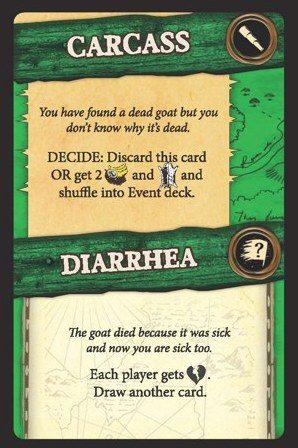 CARCASS
You have found a dead goat but you
don't know why it's dead.
DECIDE: Discard this card
OR get 2 and and
shuffle into Event deck.
DIARRHEA
?
The goat died because it was sick
and now you are sick too.
Each player gets .
Draw another card.